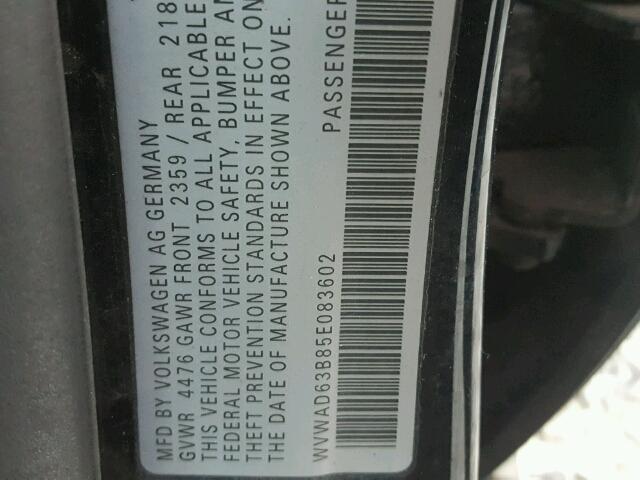 MFD BY VOLKSWAGEN AG GERMANY
GVWR 4476 GAWR FRONT 2359 / REAR 218
THIS VEHICLE CONFORMS TO ALL APPLICABLE
FEDERAL MOTOR VEHICLE SAFETY, BUMPER AN
THEFT PREVENTION STANDARDS IN EFFECT ON
THE DATE OF MANUFACTURE SHOWN ABOVE.
WVWAD63B85E083602 PASSENGER